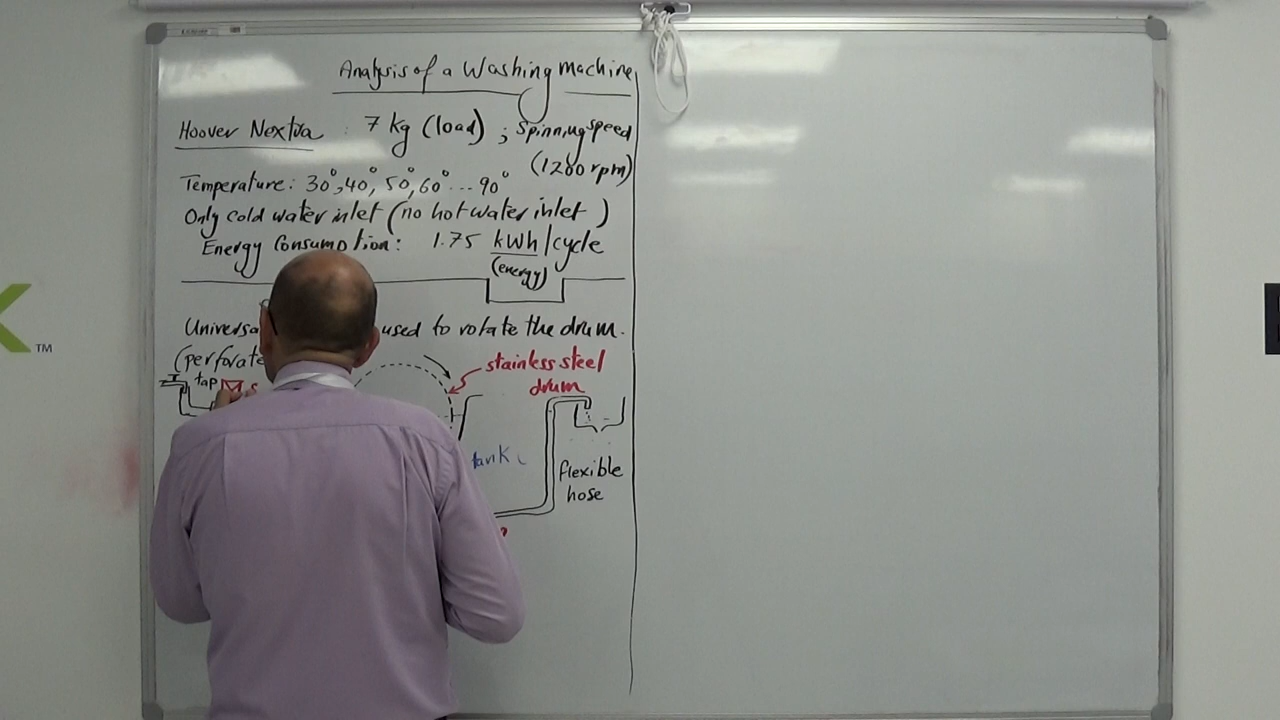 Analysis of a Washing Machine
Hoover Nextra : 7 kg (load) ; Spinning speed
(1200 rpm)
Temperature: 30°, 40°, 50°, 60° ... 90°
Only cold water inlet (no hot water inlet)
Energy Consumption: 1.75 kWh/cycle
(energy)
used to rotate the drum.
stainless steel
drum
tap
tank
flexible
hose
TM